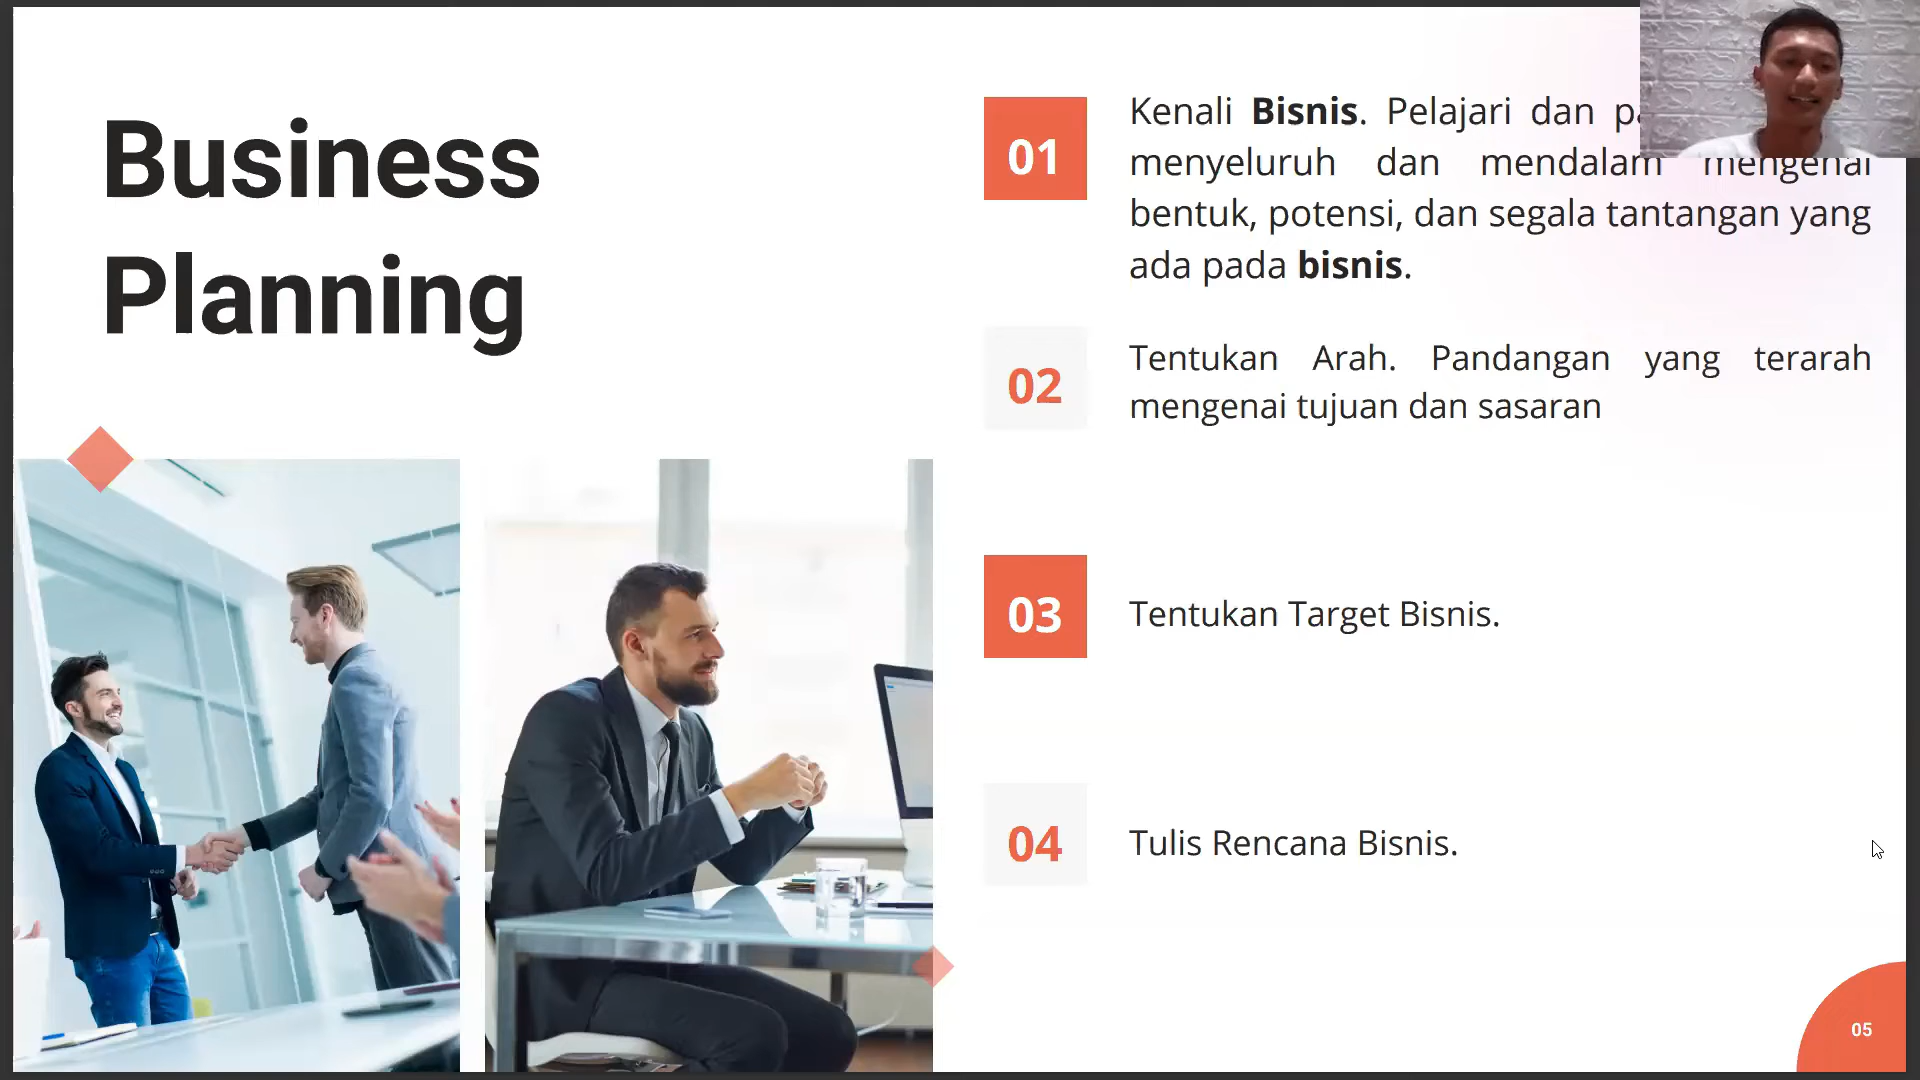 Business
Planning
01
Kenali Bisnis. Pelajari dan
menyeluruh dan mendalam mengenai
bentuk, potensi, dan segala tantangan yang
ada pada bisnis.
02
Tentukan Arah. Pandangan yang terarah
mengenai tujuan dan sasaran
03
Tentukan Target Bisnis.
04
Tulis Rencana Bisnis.
05